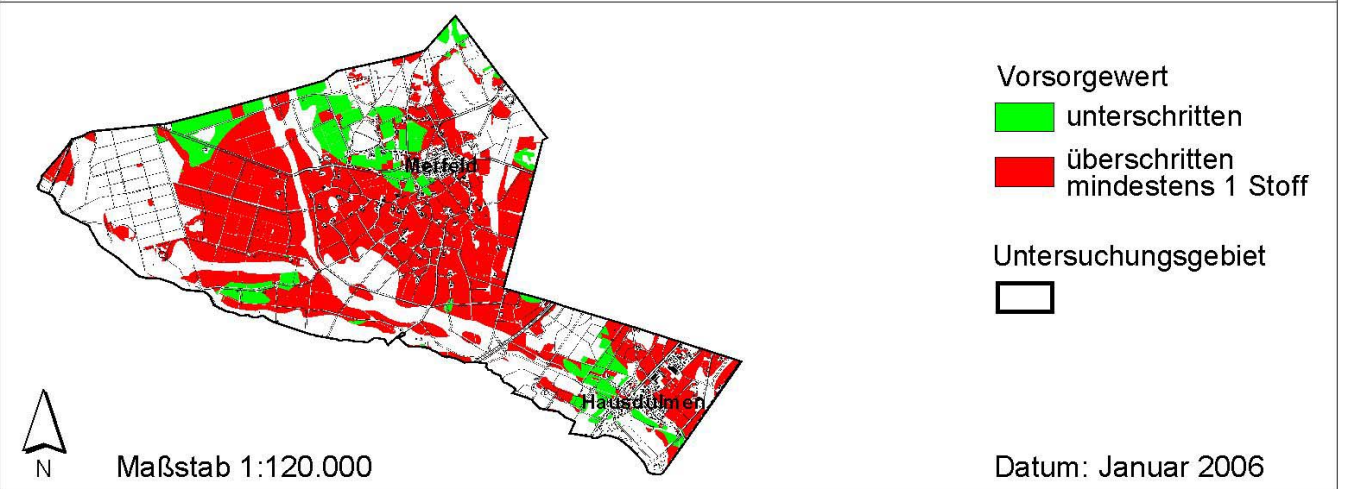 Vorsorgewert
unterschritten
überschritten
mindestens 1 Stoff
Untersuchungsgebiet
Merfeld
Hausdülmen
N
Maßstab 1:120.000
Datum: Januar 2006